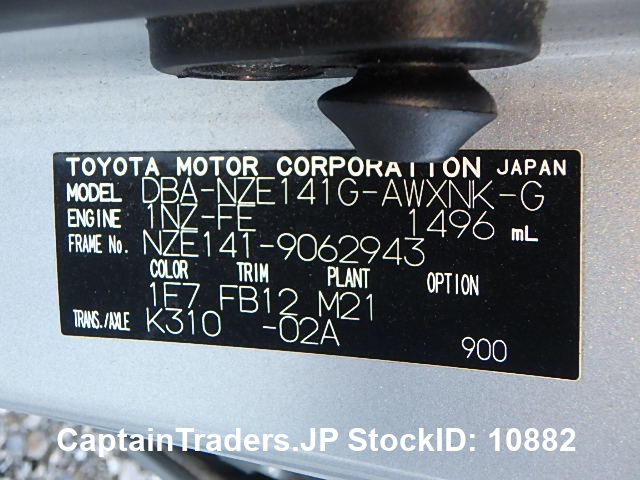 TOYOTA MOTOR CORPORATION JAPAN
MODEL DBA-NZE141G-AWXNK-G
ENGINE 1NZ-FE 1496 mL
FRAME No. NZE141-9062943
COLOR TRIM PLANT OPTION
1F7 FB12 M21
TRANS./AXLE K310 -02A
900
CaptainTraders.JP StockID: 10882